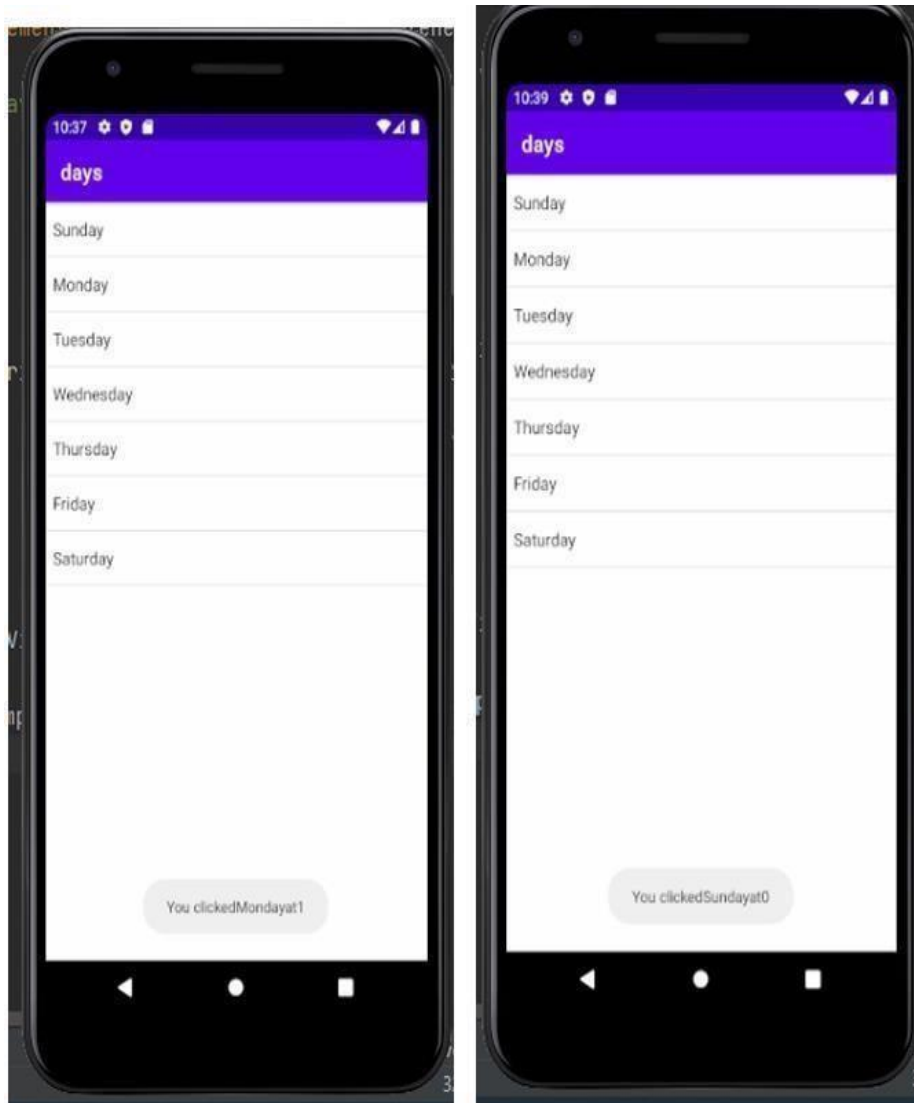 10:37
days
Sunday
Monday
Tuesday
Wednesday
Thursday
Friday
Saturday
You clickedMondayat1
10:39
days
Sunday
Monday
Tuesday
Wednesday
Thursday
Friday
Saturday
You clickedSundayat0